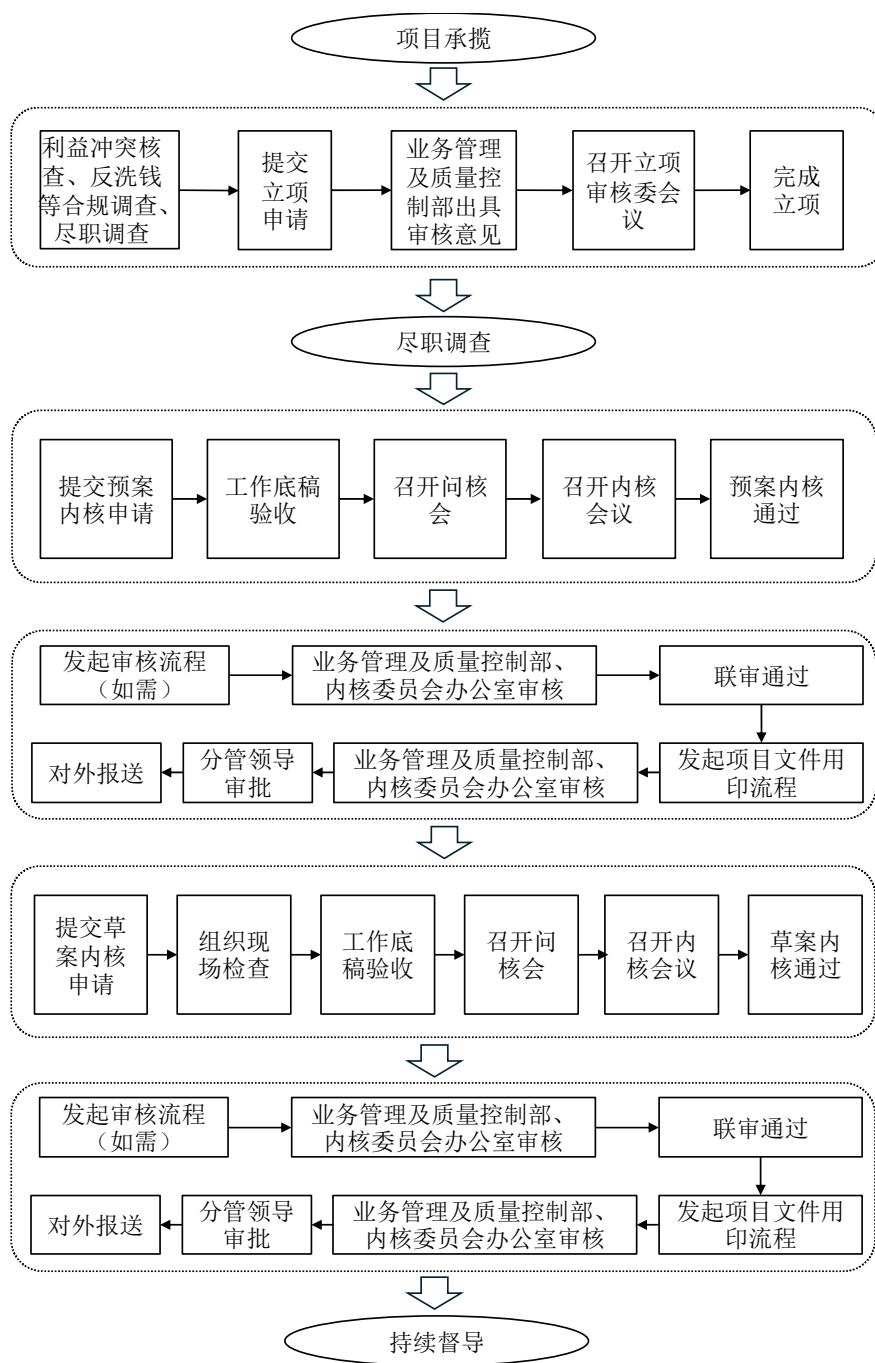 项目承揽
利益冲突核
查、反洗钱
等合规调查、
尽职调查
提交
立项
申请
业务管理
及质量控
制部出具
审核意见
召开立项
审核委会
议
完成
立项
尽职调查
提交预案
内核申请
工作底稿
验收
召开问核
会
召开内核
会议
预案内核
通过
发起审核流程
（如需）
业务管理及质量控制部、
内核委员会办公室审核
联审通过
对外报送
分管领导
审批
业务管理及质量控制部、
内核委员会办公室审核
发起项目文件用
印流程
提交草
案内核
申请
组织现
场检查
工作底
稿验收
召开问
核会
召开内
核会议
草案内
核通过
发起审核流程
（如需）
业务管理及质量控制部、
内核委员会办公室审核
联审通过
对外报送
分管领导
审批
业务管理及质量控制部、
内核委员会办公室审核
发起项目文件用
印流程
持续督导